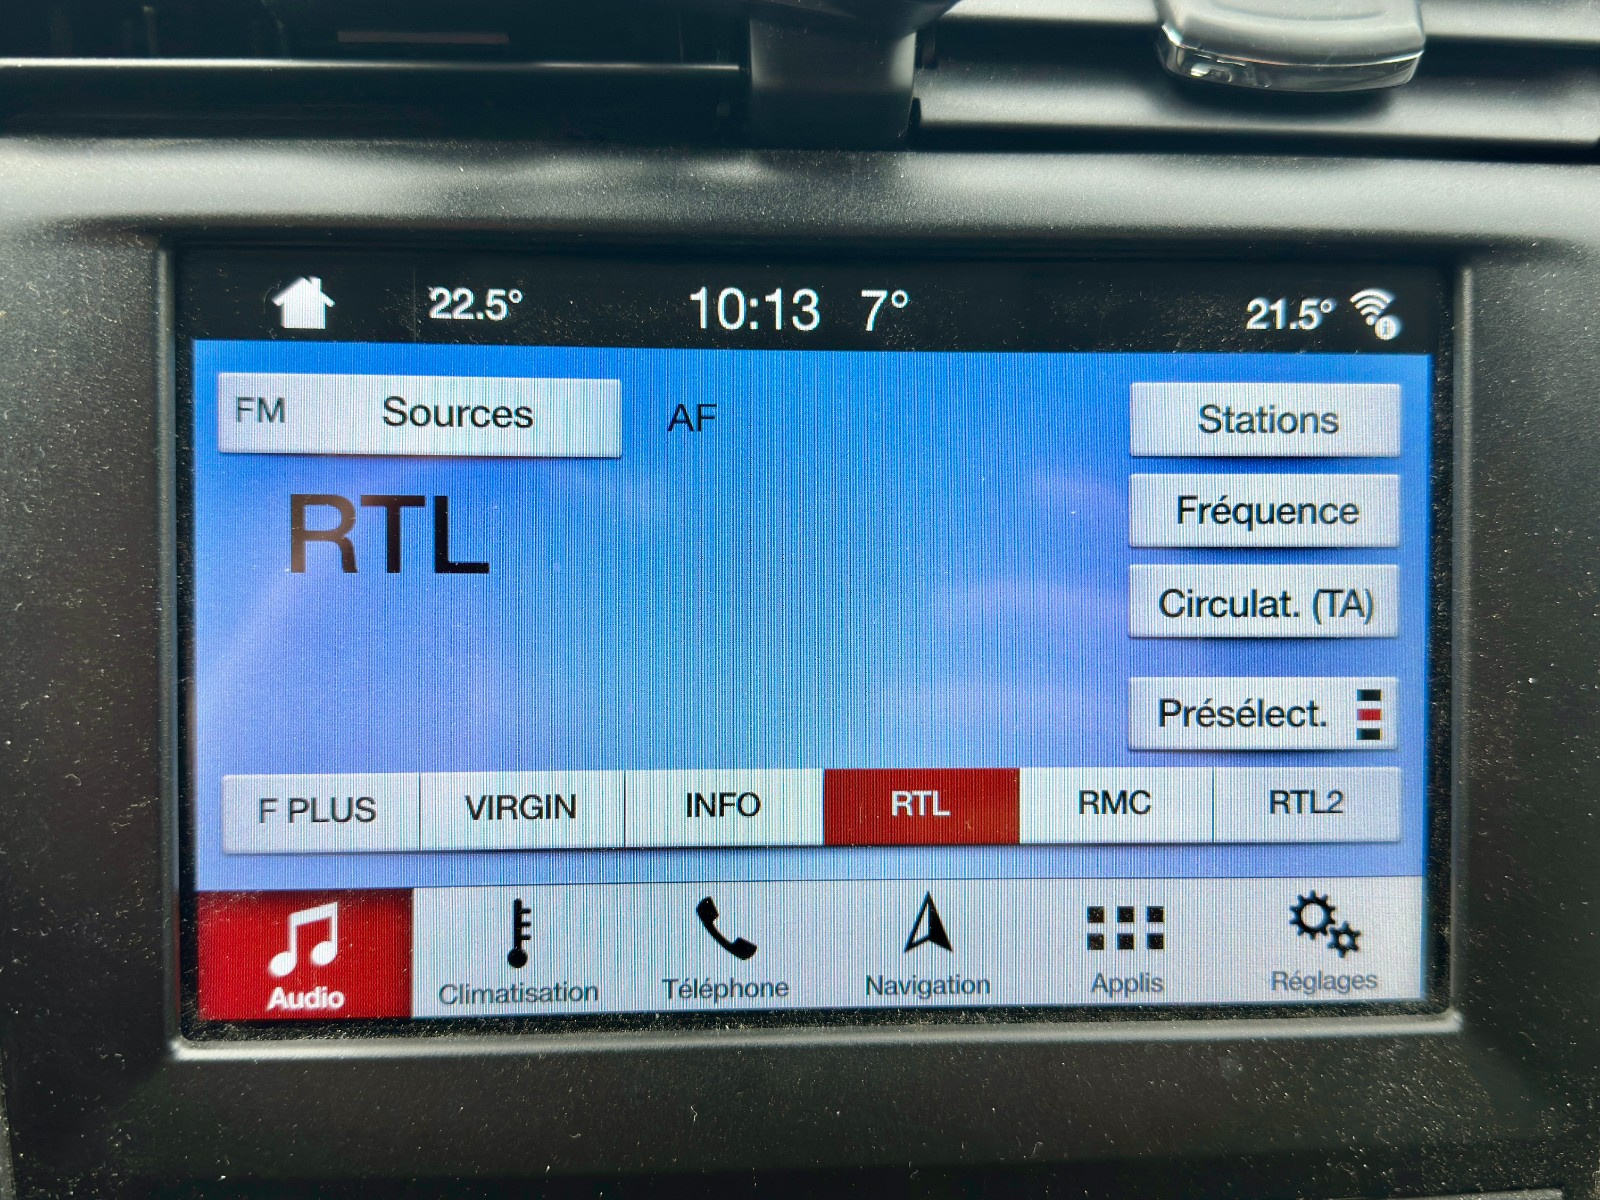 22.5° 10:13 7° 21.5°
FM Sources AF Stations
RTL
Fréquence
Circulat. (TA)
Présélect.
F PLUS VIRGIN INFO RTL RMC RTL2
Audio Climatisation Téléphone Navigation Applis Réglages